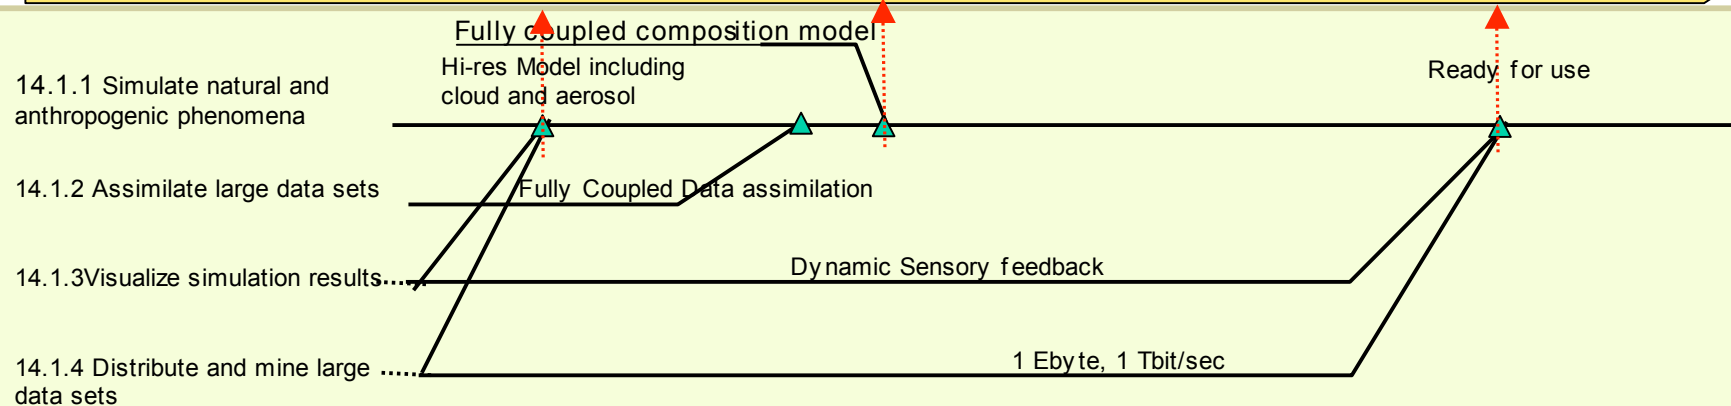 Fully coupled composition model
Hi-res Model including
cloud and aerosol
Ready for use
14.1.1 Simulate natural and
anthropogenic phenomena
14.1.2 Assimilate large data sets
Fully Coupled Data assimilation
14.1.3Visualize simulation results
Dynamic Sensory feedback
14.1.4 Distribute and mine large
data sets
1 Ebyte, 1 Tbit/sec